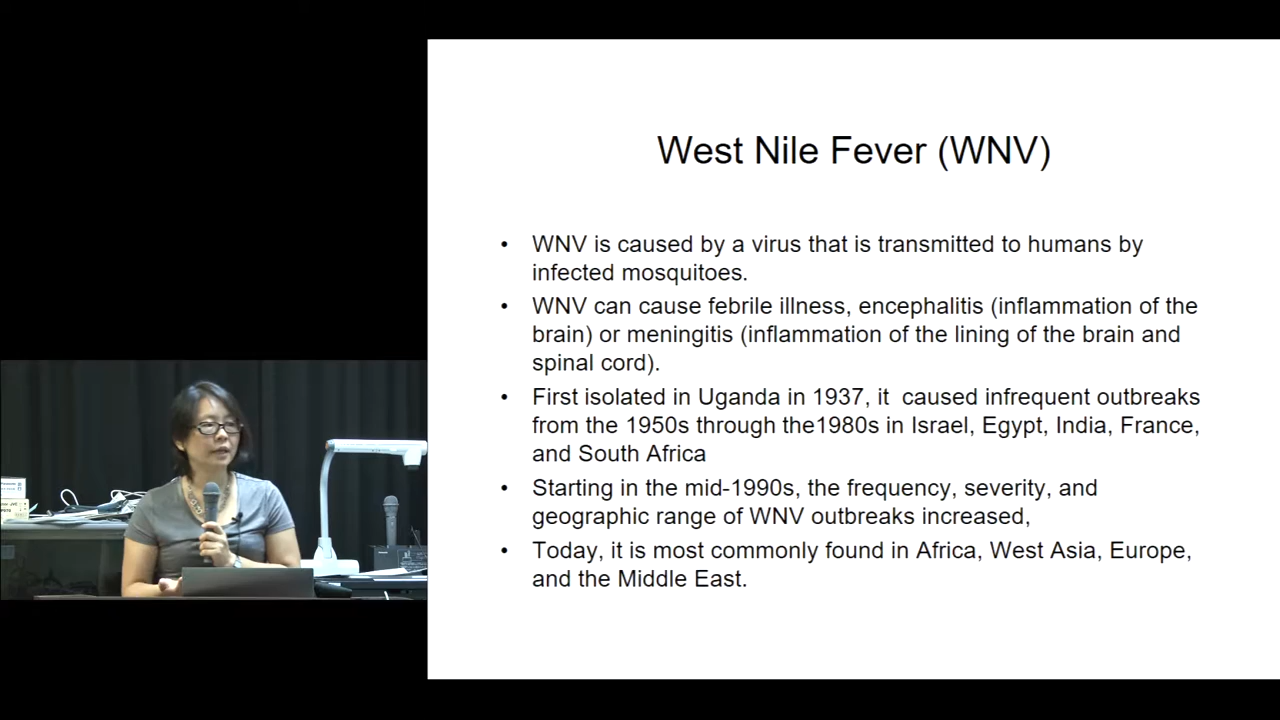 West Nile Fever (WNV)
• WNV is caused by a virus that is transmitted to humans by
infected mosquitoes.
• WNV can cause febrile illness, encephalitis (inflammation of the
brain) or meningitis (inflammation of the lining of the brain and
spinal cord).
• First isolated in Uganda in 1937, it  caused infrequent outbreaks
from the 1950s through the1980s in Israel, Egypt, India, France,
and South Africa
• Starting in the mid-1990s, the frequency, severity, and
geographic range of WNV outbreaks increased,
• Today, it is most commonly found in Africa, West Asia, Europe,
and the Middle East.